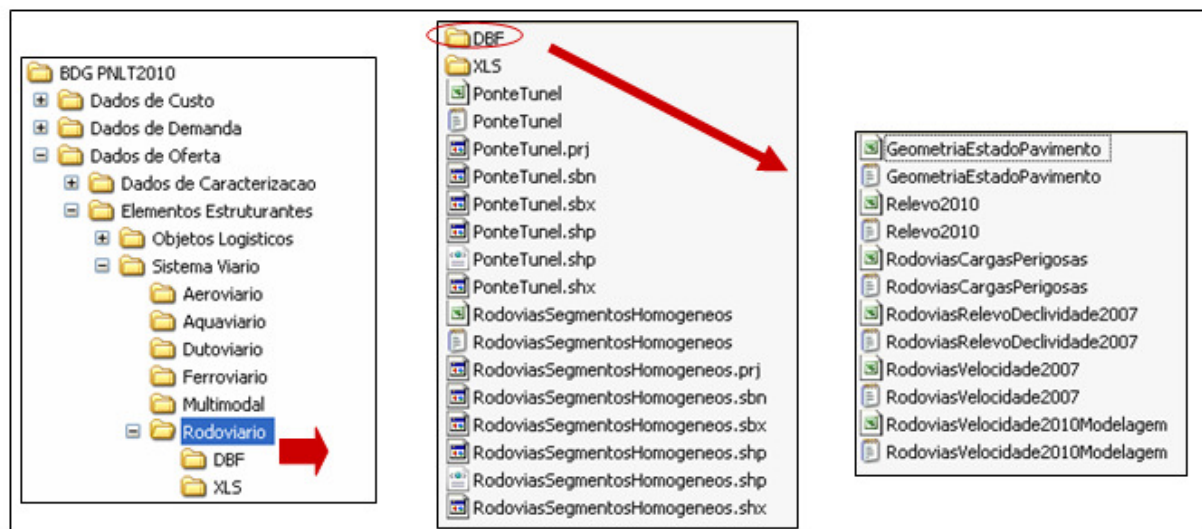 BDG PNLT2010
Dados de Custo
Dados de Demanda
Dados de Oferta
Dados de Caracterizacao
Elementos Estruturantes
Objetos Logisticos
Sistema Viario
Aeroviario
Aquaviario
Dutoviario
Ferroviario
Multimodal
Rodoviario
DBF
XLS
DBF
XLS
PonteTunel
PonteTunel
PonteTunel.prj
PonteTunel.sbn
PonteTunel.sbx
PonteTunel.shp
PonteTunel.shp
PonteTunel.shx
RodoviasSegmentosHomogeneos
RodoviasSegmentosHomogeneos
RodoviasSegmentosHomogeneos.prj
RodoviasSegmentosHomogeneos.sbn
RodoviasSegmentosHomogeneos.sbx
RodoviasSegmentosHomogeneos.shp
RodoviasSegmentosHomogeneos.shp
RodoviasSegmentosHomogeneos.shx
GeometriaEstadoPavimento
GeometriaEstadoPavimento
Relevo2010
Relevo2010
RodoviasCargasPerigosas
RodoviasCargasPerigosas
RodoviasRelevoDeclividade2007
RodoviasRelevoDeclividade2007
RodoviasVelocidade2007
RodoviasVelocidade2007
RodoviasVelocidade2010Modelagem
RodoviasVelocidade2010Modelagem